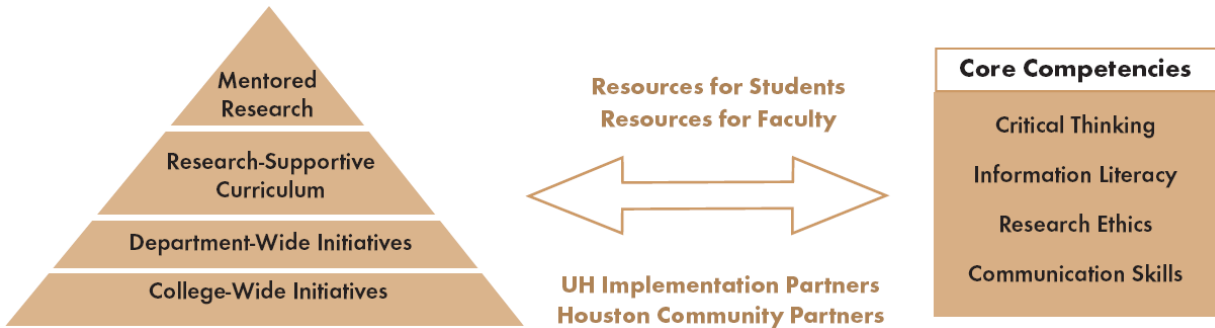 Mentored
Research
Research-Supportive
Curriculum
Department-Wide Initiatives
College-Wide Initiatives
Resources for Students
Resources for Faculty
UH Implementation Partners
Houston Community Partners
Core Competencies
Critical Thinking
Information Literacy
Research Ethics
Communication Skills